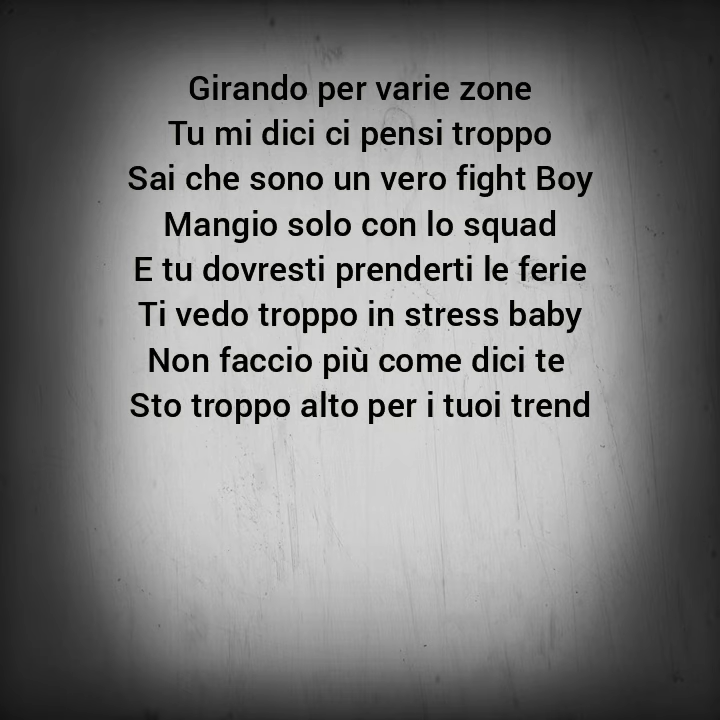 Girando per varie zone
Tu mi dici ci pensi troppo
Sai che sono un vero fight Boy
Mangio solo con lo squad
E tu dovresti prenderti le ferie
Ti vedo troppo in stress baby
Non faccio più come dici te
Sto troppo alto per i tuoi trend